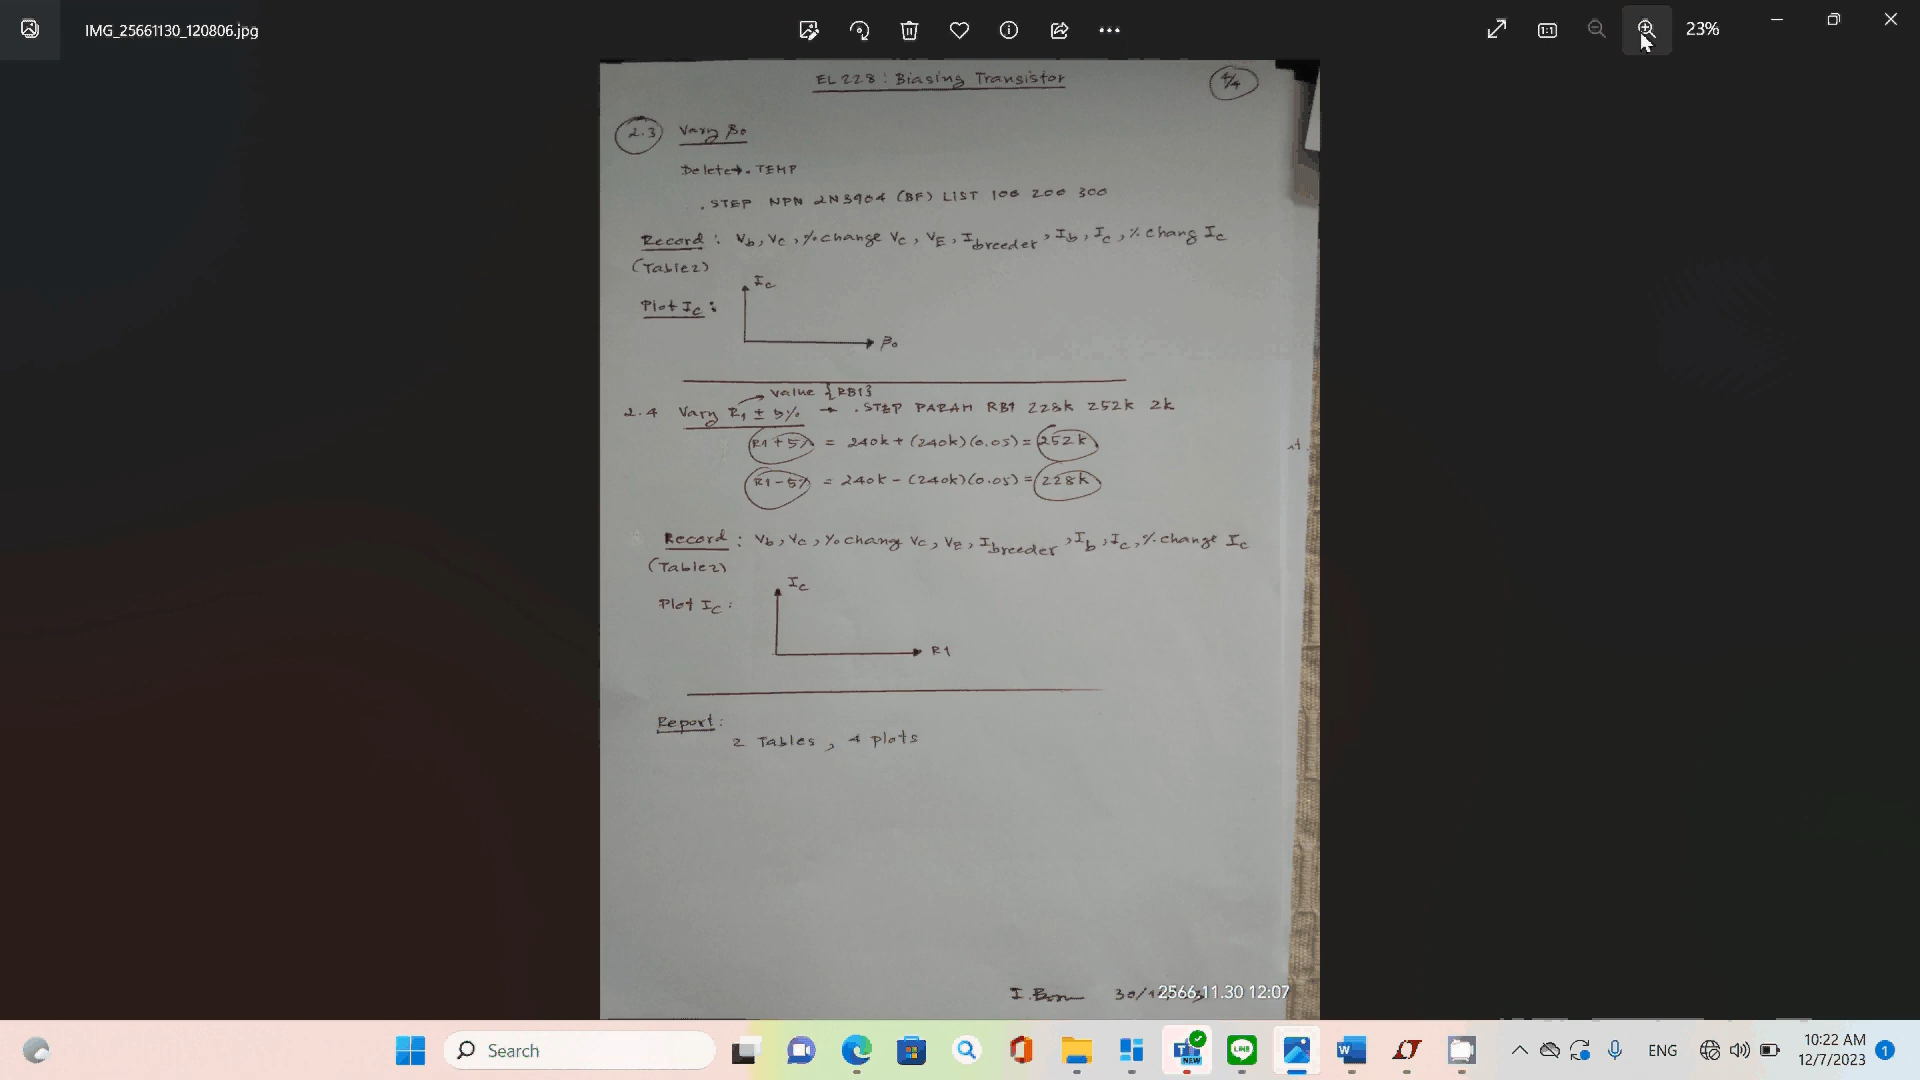 IMG_25661130_120806.jpg
23%
EL 228 : Biasing Transistor
4/4
2.3 Vary βo
Delete → . TEMP
.STEP NPN 2N3904 (BF) LIST 100 200 300
Record : Vb, Vc, % change Vc, VE, Ibreeder, Ib, Ic, % chang Ic
(Table2)
Ic
Plot Ic :
βo
value {RB1}
2.4 Vary R1 ± 5% → .STEP PARAM RB1 228k 252k 2k
R1 + 5% = 240k + (240k)(0.05) = 252k
R1 - 5% = 240k - (240k)(0.05) = 228k
Record : Vb, Vc, % change Vc, VE, Ibreeder, Ib, Ic, % change Ic
(Table2)
Ic
Plot Ic :
R1
Report :
2 Tables, 4 plots
2566.11.30 12:07
Search
ENG
10:22 AM
12/7/2023
1